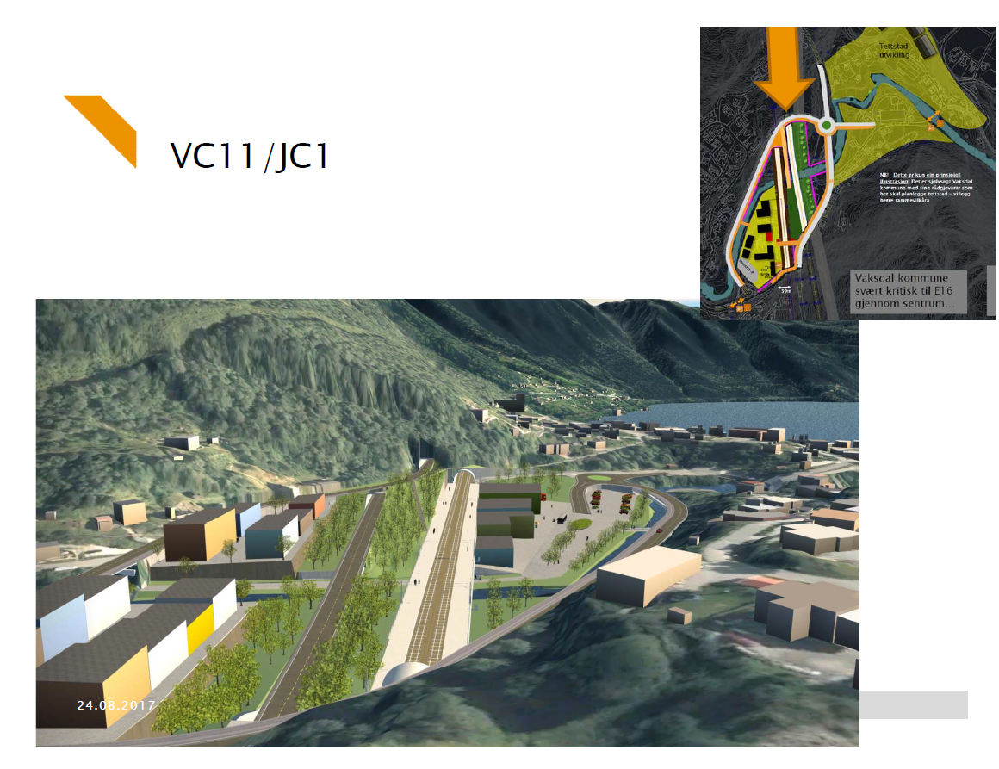 VC11/JC1
Tettstad
utvikling
NB! Dette er kun ein prinsipiell
illustrasjon! Det er sjølvsagt Vaksdal
kommune med sine rådgjevarar som
her skal planlegge tettstad – vi legg
berre rammevilkåra
Vaksdal kommune
svært kritisk til E16
gjennom sentrum...
30m
24.08.2017